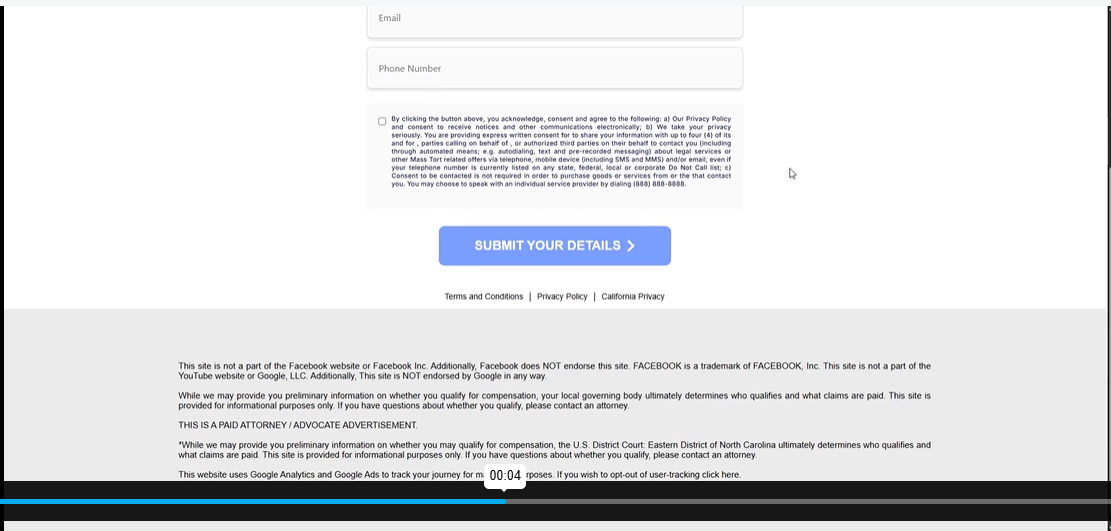 Email
Phone Number
By clicking the button above, you acknowledge, consent and agree to the following: a) Our Privacy Policy
and consent to receive notices and other communications electronically; b) We take your privacy
seriously. You are providing express written consent for to share your information with up to four (4) of its
and for , parties calling on behalf of , or authorized third parties on their behalf to contact you (including
through automated means; e.g. autodialing, text and pre-recorded messaging) about legal services or
other Mass Tort related offers via telephone, mobile device (including SMS and MMS) and/or email, even if
your telephone number is currently listed on any state, federal, local or corporate Do Not Call list; c)
Consent to be contacted is not required in order to purchase goods or services from or the that contact
you. You may choose to speak with an individual service provider by dialing (888) 888-8888.
SUBMIT YOUR DETAILS
Terms and Conditions | Privacy Policy | California Privacy
This site is not a part of the Facebook website or Facebook Inc. Additionally, Facebook does NOT endorse this site. FACEBOOK is a trademark of FACEBOOK, Inc. This site is not a part of the
YouTube website or Google, LLC. Additionally, This site is NOT endorsed by Google in any way.
While we may provide you preliminary information on whether you qualify for compensation, your local governing body ultimately determines who qualifies and what claims are paid. This site is
provided for informational purposes only. If you have questions about whether you qualify, please contact an attorney.
THIS IS A PAID ATTORNEY / ADVOCATE ADVERTISEMENT.
*While we may provide you preliminary information on whether you may qualify for compensation, the U.S. District Court: Eastern District of North Carolina ultimately determines who qualifies and
what claims are paid. This site is provided for informational purposes only. If you have questions about whether you qualify, please contact an attorney.
This website uses Google Analytics and Google Ads to track your journey for m rposes. If you wish to opt-out of user-tracking click here.
00:04